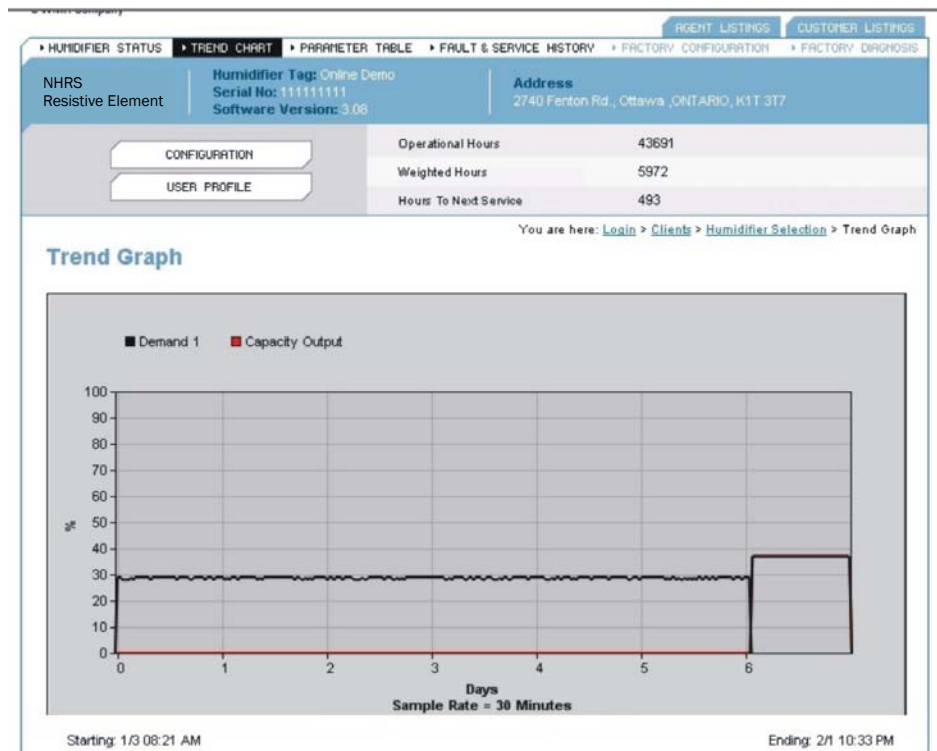 AGENT LISTINGS CUSTOMER LISTINGS
HUMIDIFIER STATUS TREND CHART PARAMETER TABLE FAULT & SERVICE HISTORY FACTORY CONFIGURATION FACTORY DIAGNOSIS
NHRS
Resistive Element
Humidifier Tag: Online Demo
Serial No: 111111111
Software Version: 3.08
Address
2740 Fenton Rd., Ottawa ,ONTARIO, K1T 3T7
CONFIGURATION
USER PROFILE
Operational Hours 43691
Weighted Hours 5972
Hours To Next Service 493
You are here: Login > Clients > Humidifier Selection > Trend Graph
Trend Graph
Demand 1 Capacity Output
100
90
80
70
60
50
40
30
20
10
0
%
0 1 2 3 4 5 6
Days
Sample Rate = 30 Minutes
Starting: 1/3 08:21 AM Ending: 2/1 10:33 PM